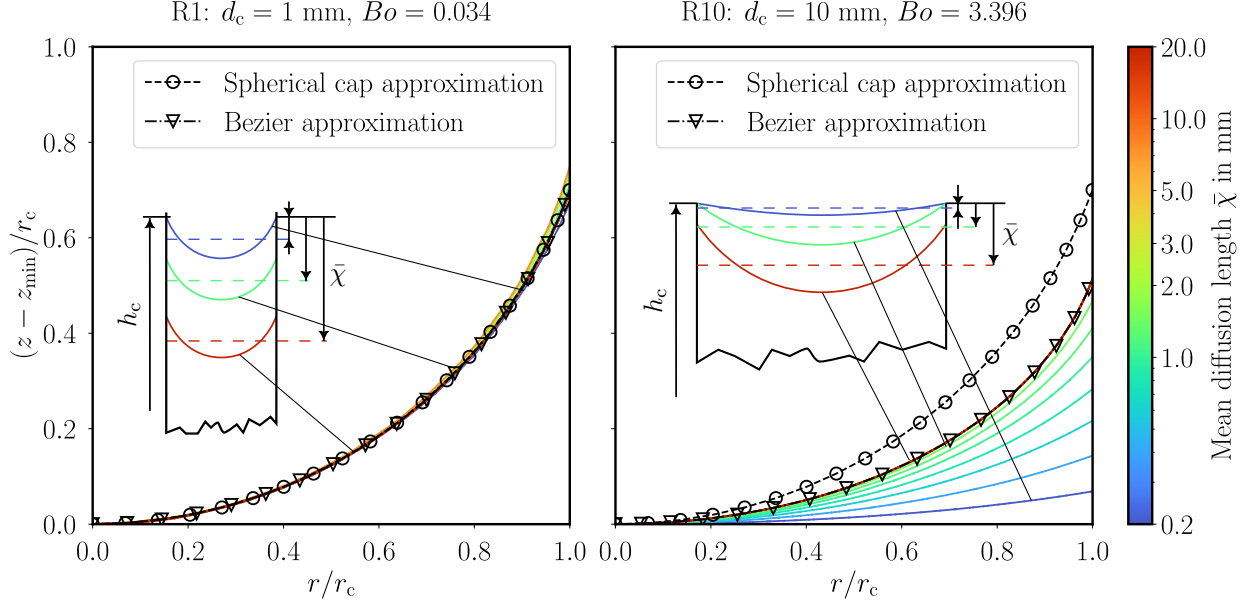 R1: d_c = 1 mm, Bo = 0.034
R10: d_c = 10 mm, Bo = 3.396
Spherical cap approximation
Bezier approximation
Spherical cap approximation
Bezier approximation
(z − z_min)/r_c
1.0
0.8
0.6
0.4
0.2
0.0
h_c
χ̄
h_c
χ̄
0.0 0.2 0.4 0.6 0.8 1.0
r/r_c
0.0 0.2 0.4 0.6 0.8 1.0
r/r_c
20.0
10.0
5.0
3.0
2.0
1.0
0.2
Mean diffusion length χ̄ in mm